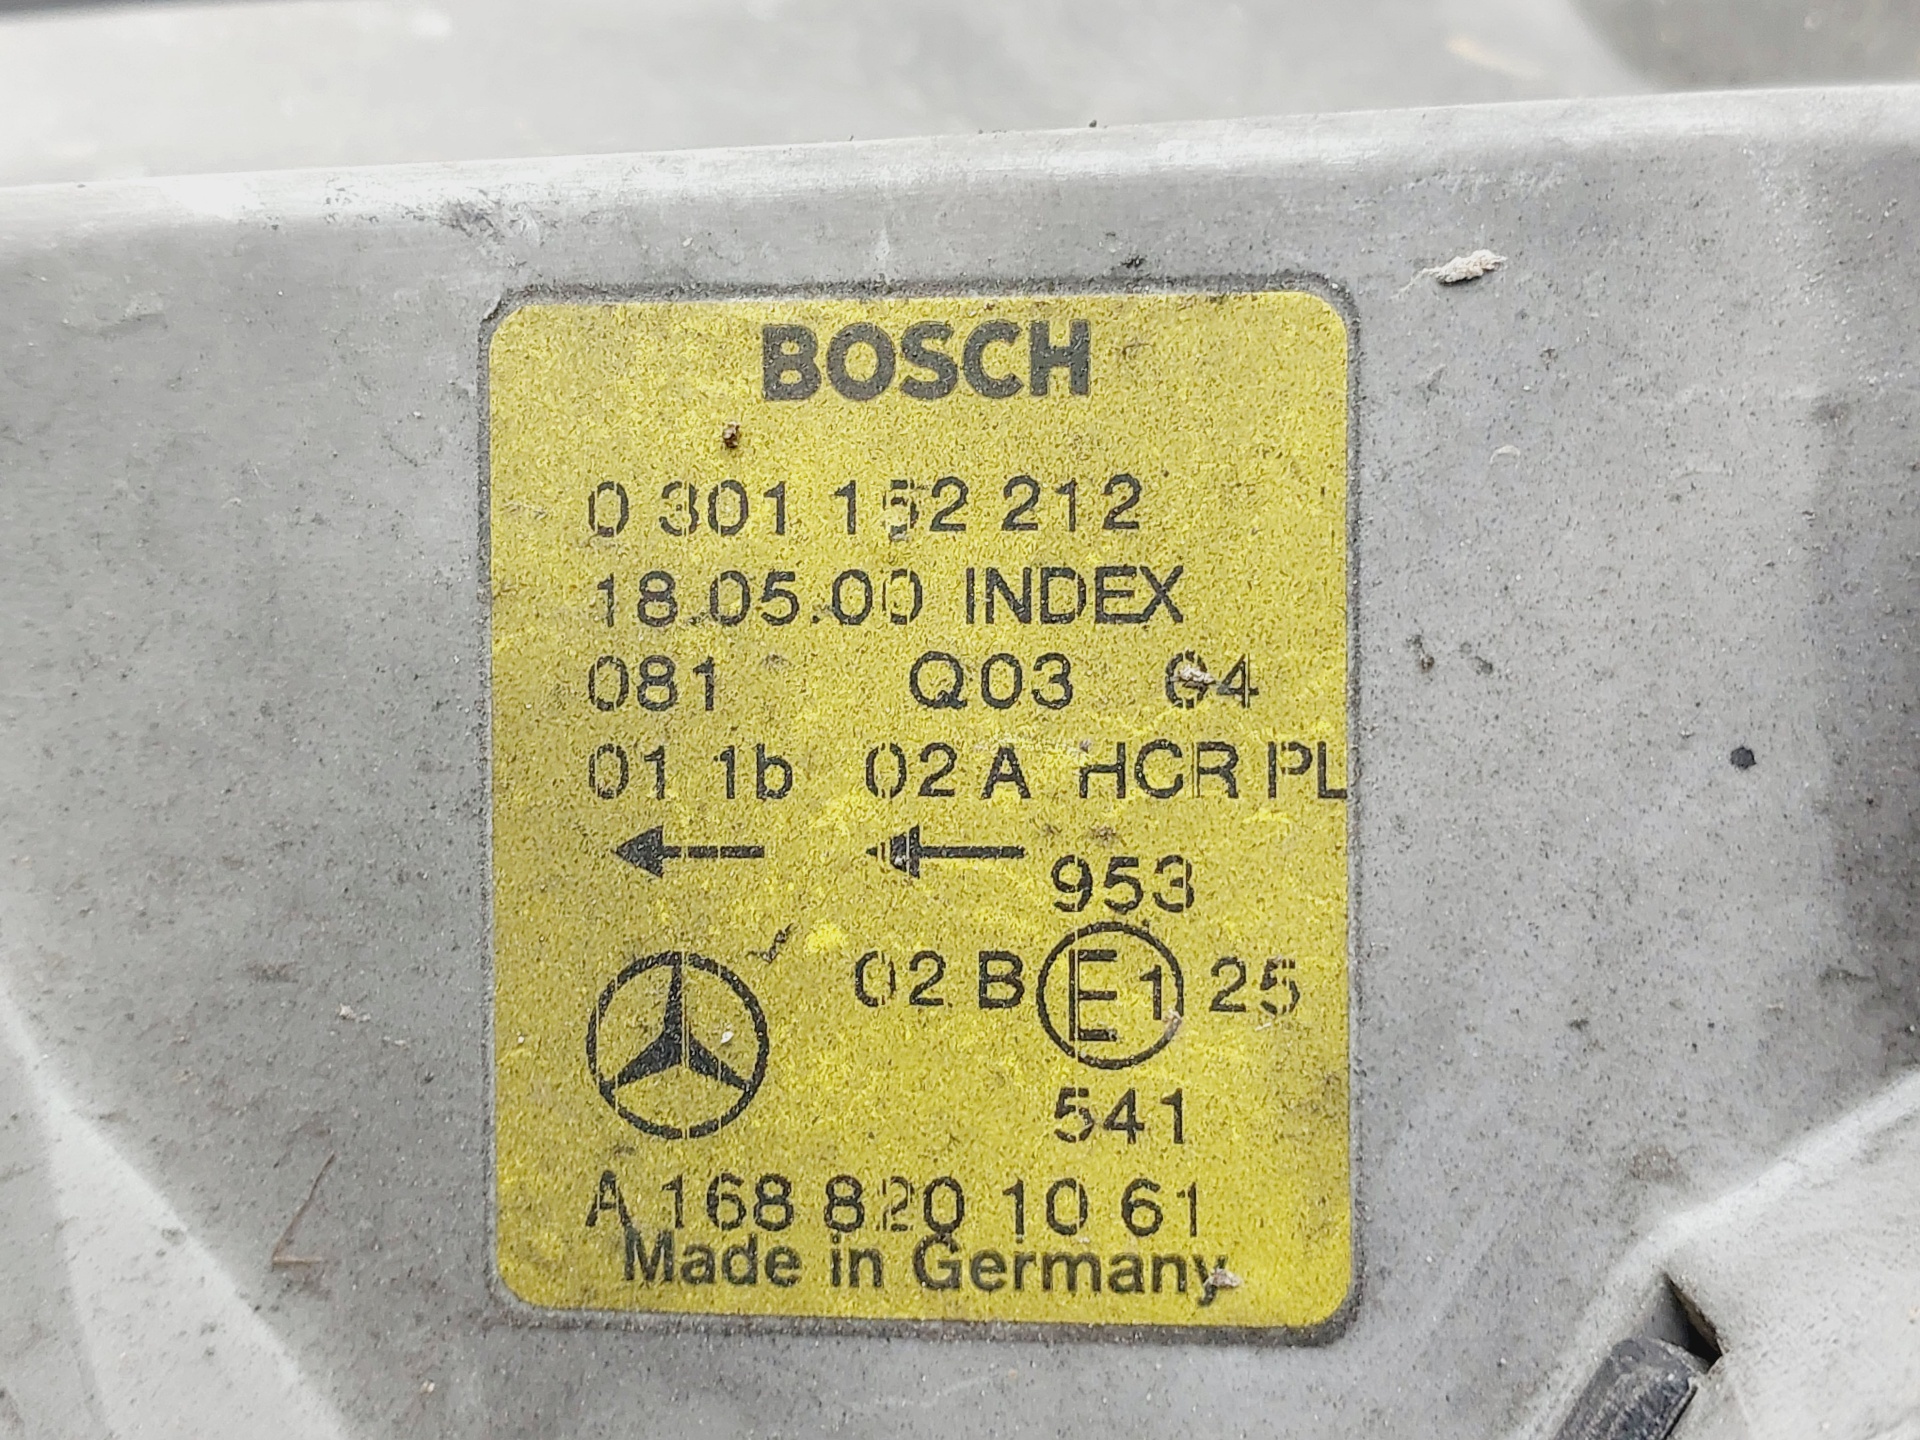 BOSCH
0 301 152 212
18.05.00 INDEX
081 Q03 04
01 1b 02 A HCR PL
953
02 B E1 25
541
A 168 820 10 61
Made in Germany